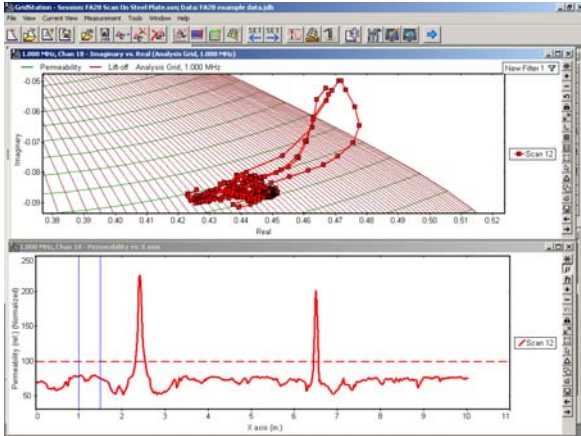 GridStation - Session: FA28 Scan On Steel Plate.ssn; Data: FA28 example data.jdh
File View Current View Measurement Tools Window Help
SET SET
1.000 MHz, Chan 18 - Imaginary vs. Real (Analysis Grid, 1.000 MHz)
Permeability Lift-off Analysis Grid, 1.000 MHz
New Filter1
-0.05
-0.06
-0.07
-0.08
-0.09
Imaginary
Scan 12
0.38 0.39 0.40 0.41 0.42 0.43 0.44 0.45 0.46 0.47 0.48 0.49 0.50 0.51 0.52
Real
1.000 MHz, Chan 18 - Permeability vs. X axis
250
200
150
100
50
Permeability (rel.) (Normalized)
Scan 12
0 1 2 3 4 5 6 7 8 9 10 11
X axis (in.)